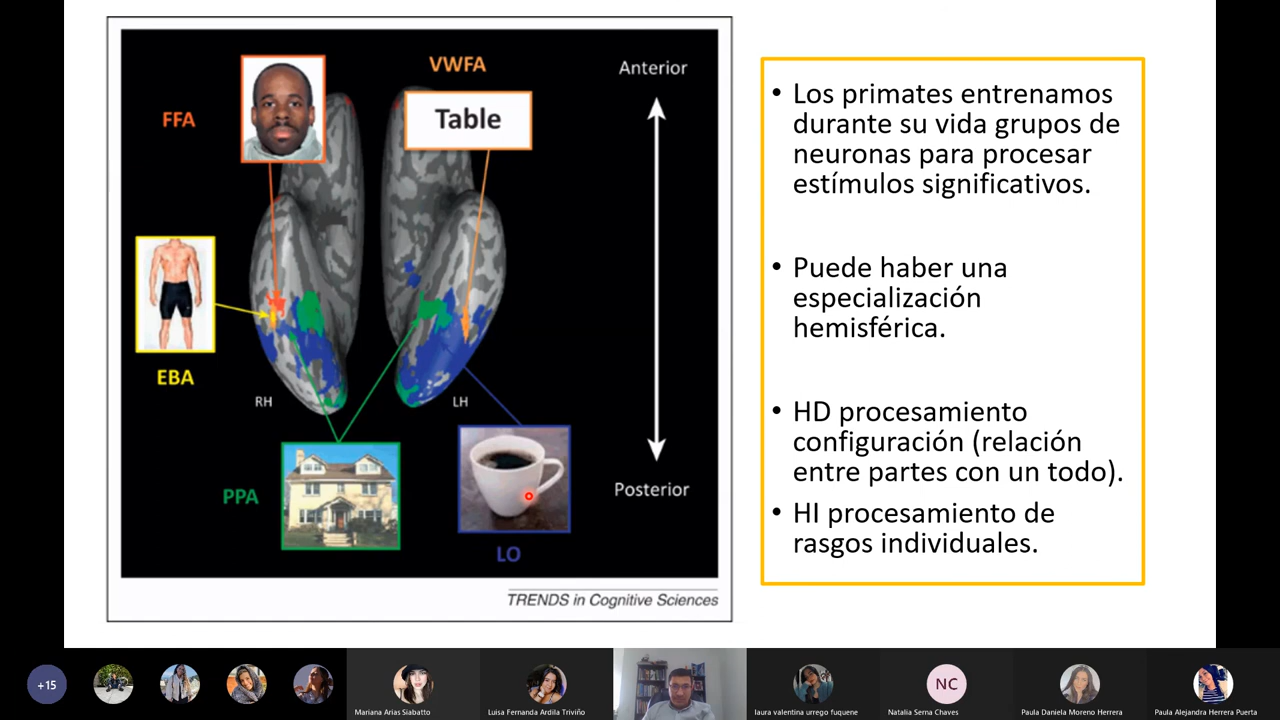 VWFA
Anterior
FFA
Table
EBA
RH
LH
PPA
Posterior
LO
TRENDS in Cognitive Sciences
• Los primates entrenamos
durante su vida grupos de
neuronas para procesar
estímulos significativos.
• Puede haber una
especialización
hemisférica.
• HD procesamiento
configuración (relación
entre partes con un todo).
• HI procesamiento de
rasgos individuales.
+15
Mariana Arias Siabatto
Luisa Fernanda Ardila Triviño
laura valentina urrego fuquene
NC
Natalia Serna Chaves
Paula Daniela Moreno Herrera
Paula Alejandra Herrera Puerta